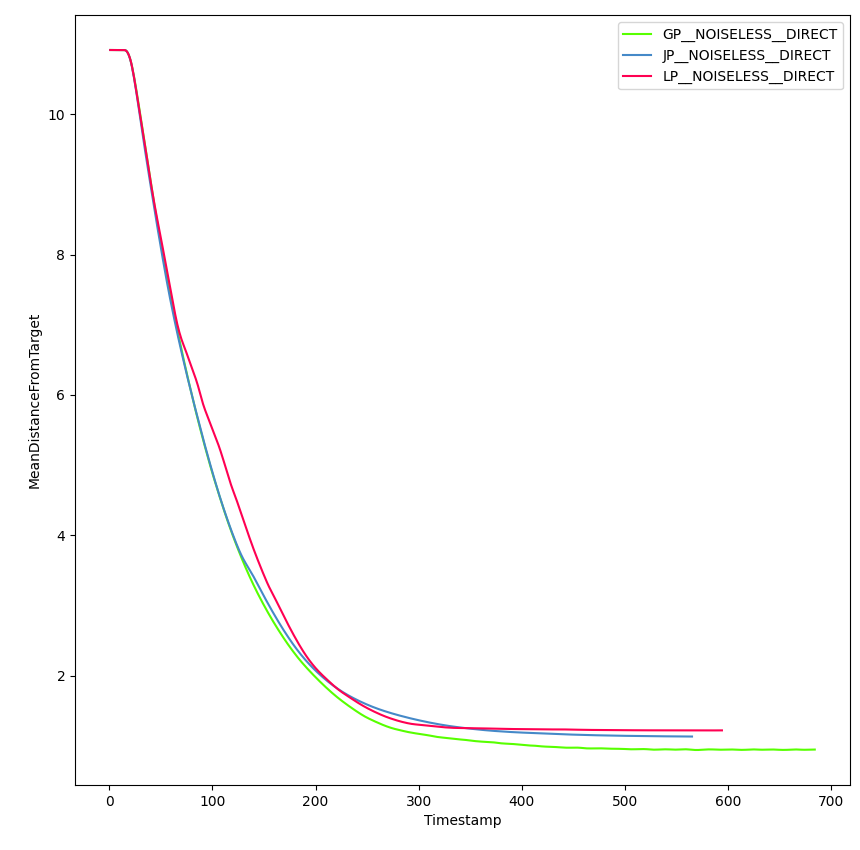 GP__NOISELESS__DIRECT
JP__NOISELESS__DIRECT
LP__NOISELESS__DIRECT
10
8
6
4
2
MeanDistanceFromTarget
0 100 200 300 400 500 600 700
Timestamp